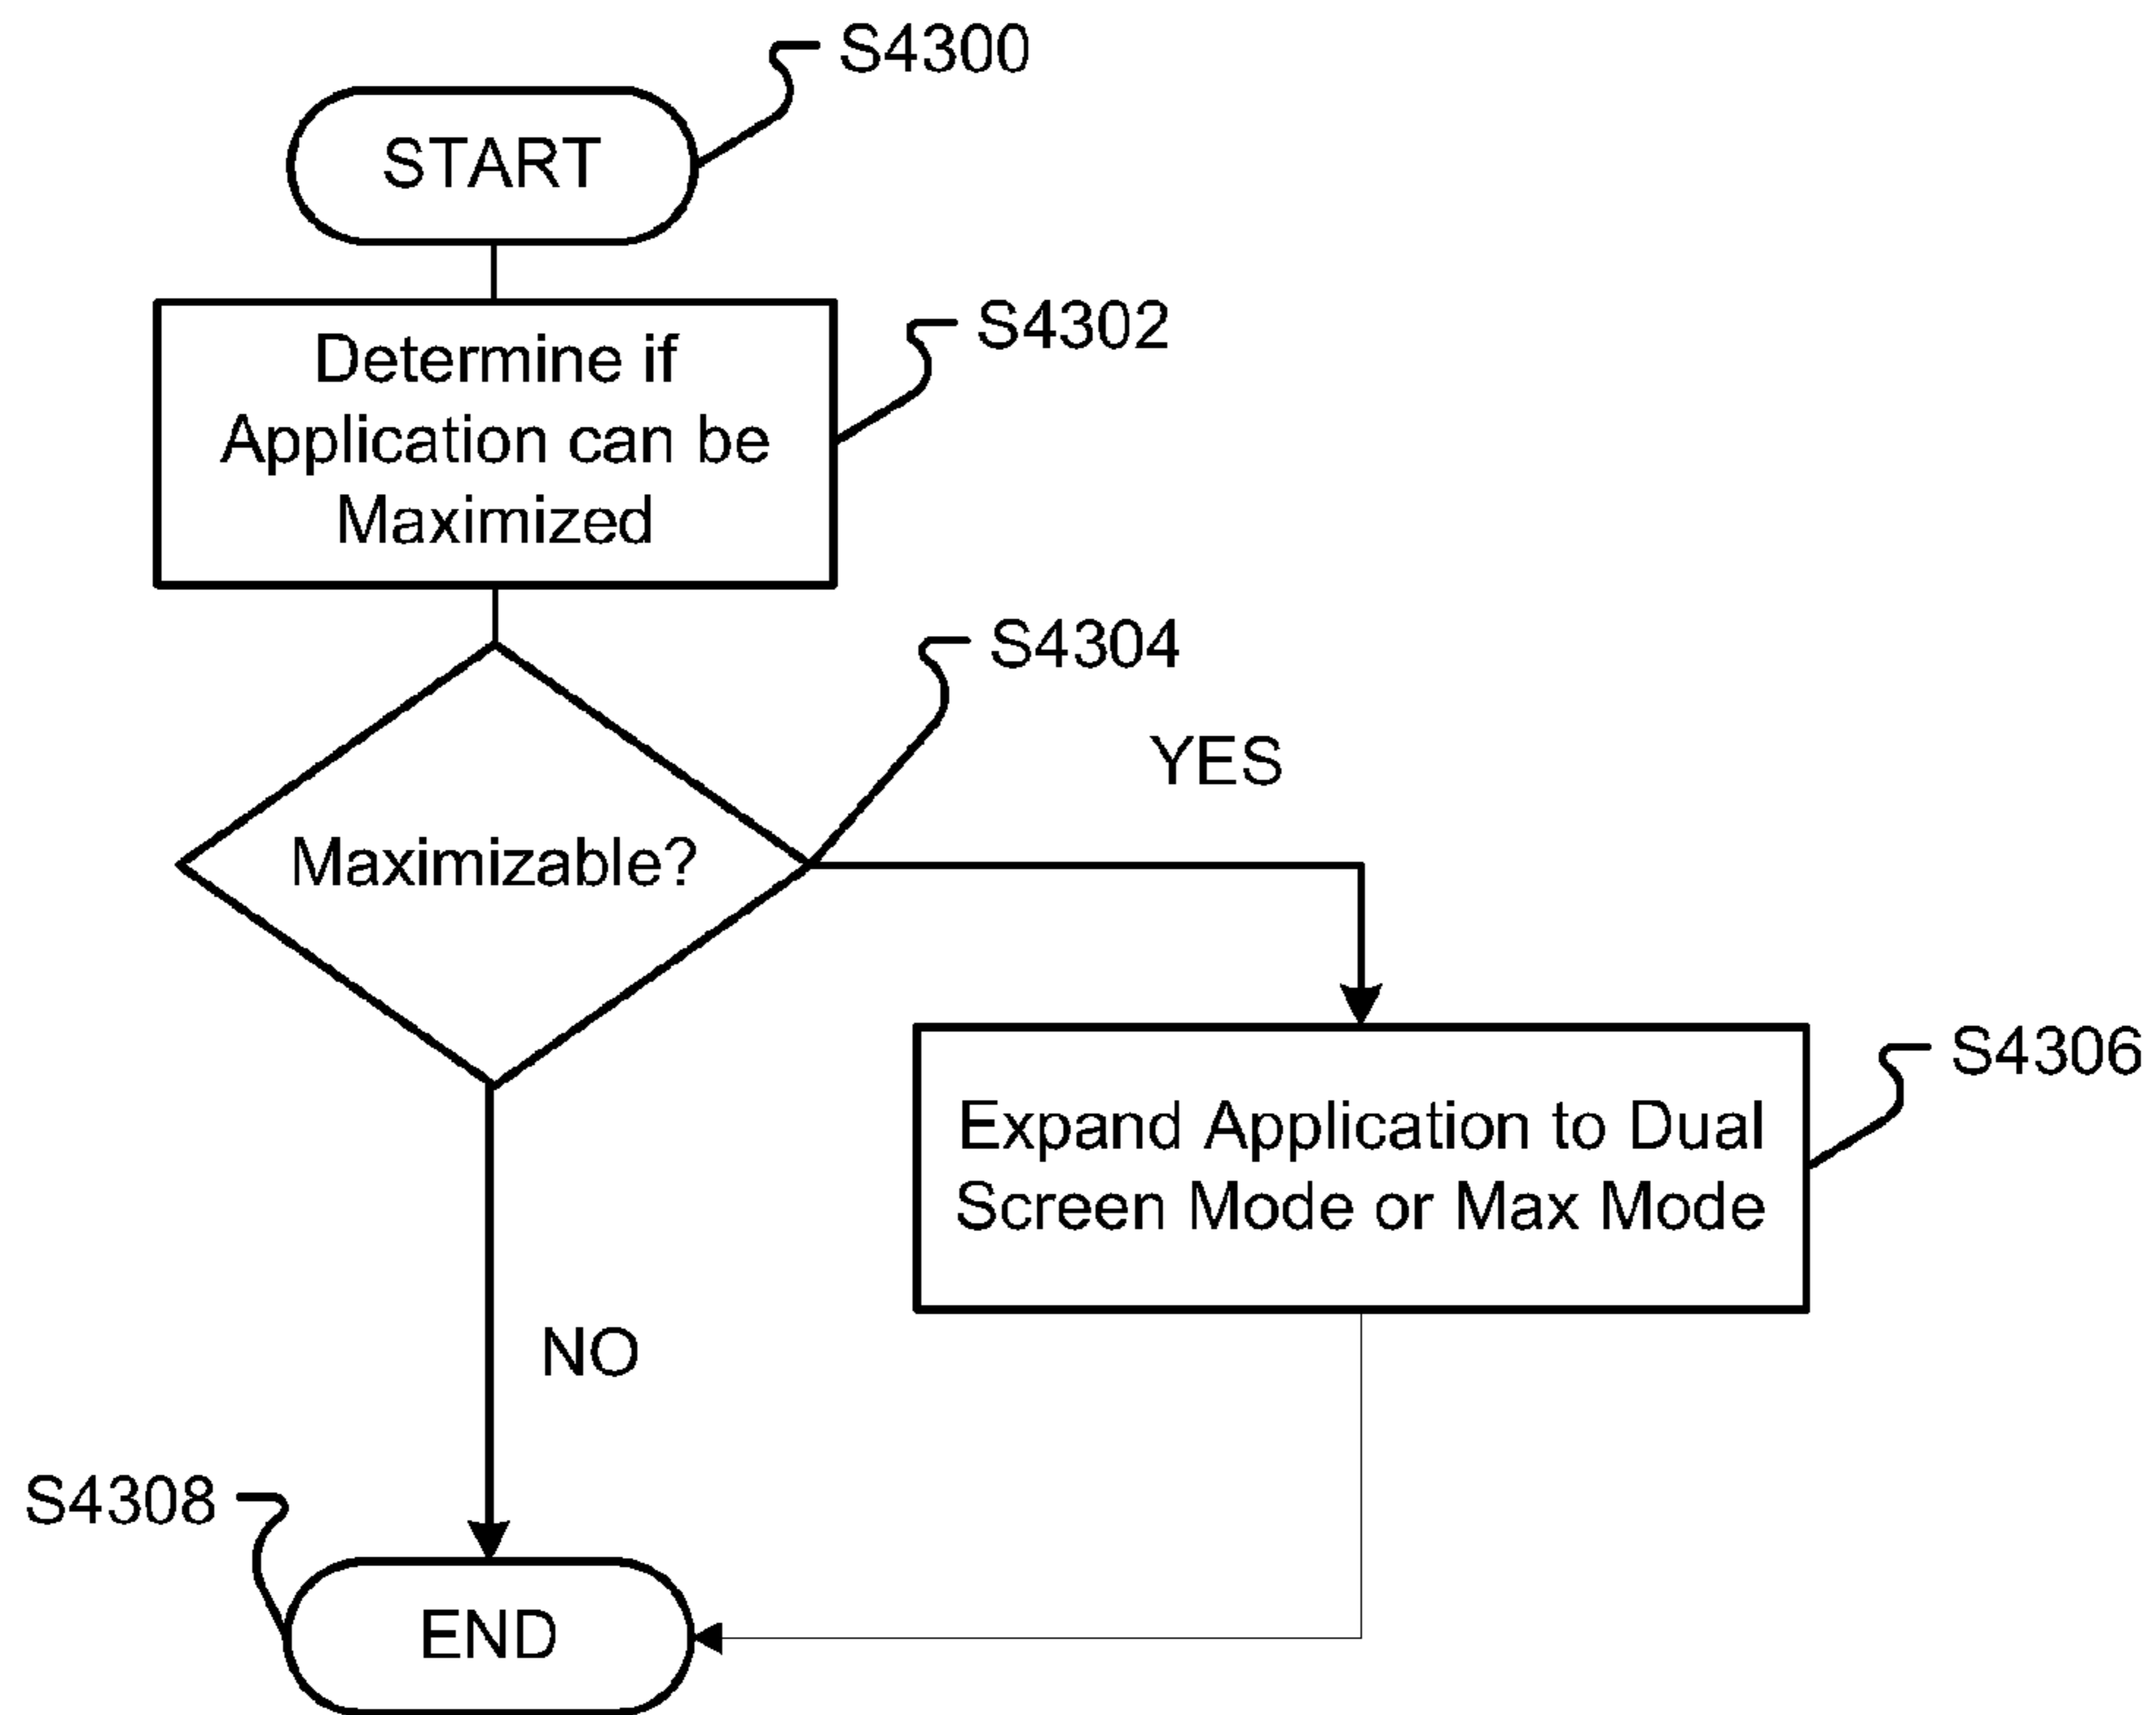 S4300
START
S4302
Determine if
Application can be
Maximized
S4304
YES
Maximizable?
S4306
Expand Application to Dual
Screen Mode or Max Mode
NO
S4308
END